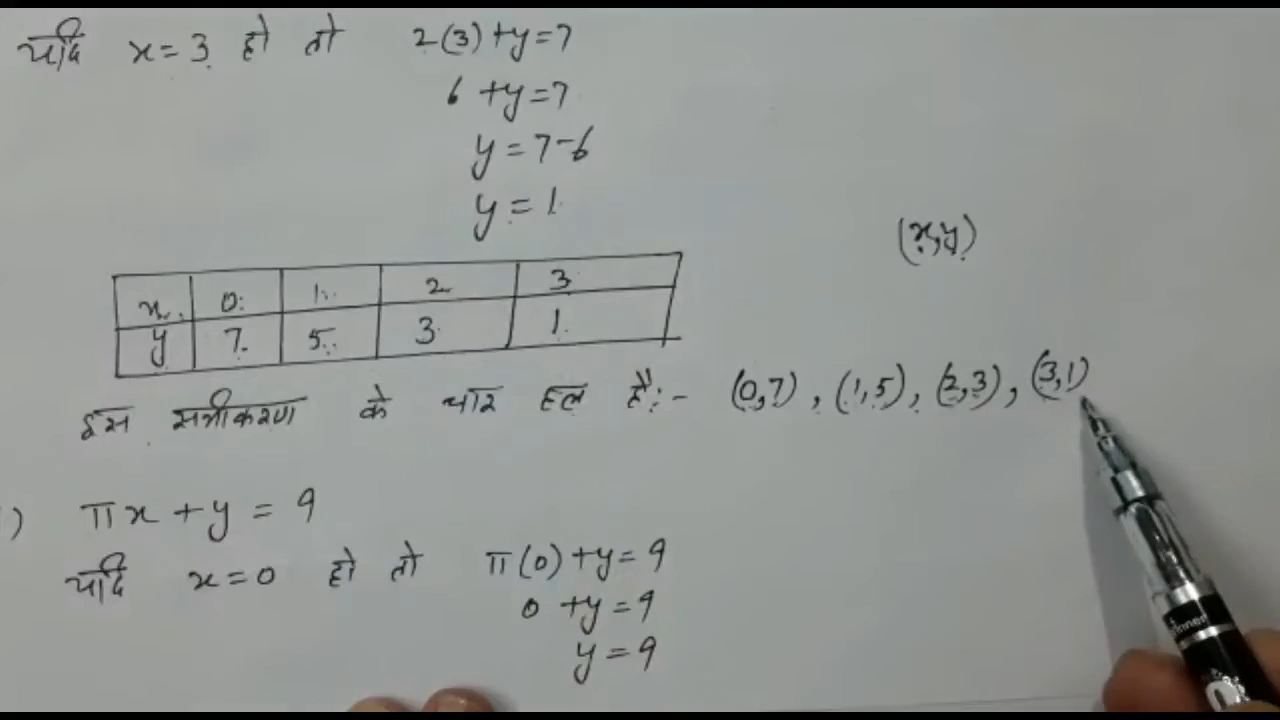 यदि x=3 हो तो 2(3)+y=7
6 +y=7
y = 7-6
y = 1
(x,y)
x 0 1 2 3
y 7 5 3 1
इस समीकरण के चार हल हैं:- (0,7), (1,5), (2,3), (3,1)
) πx + y = 9
यदि x=0 हो तो π(0)+y=9
0 +y=9
y=9